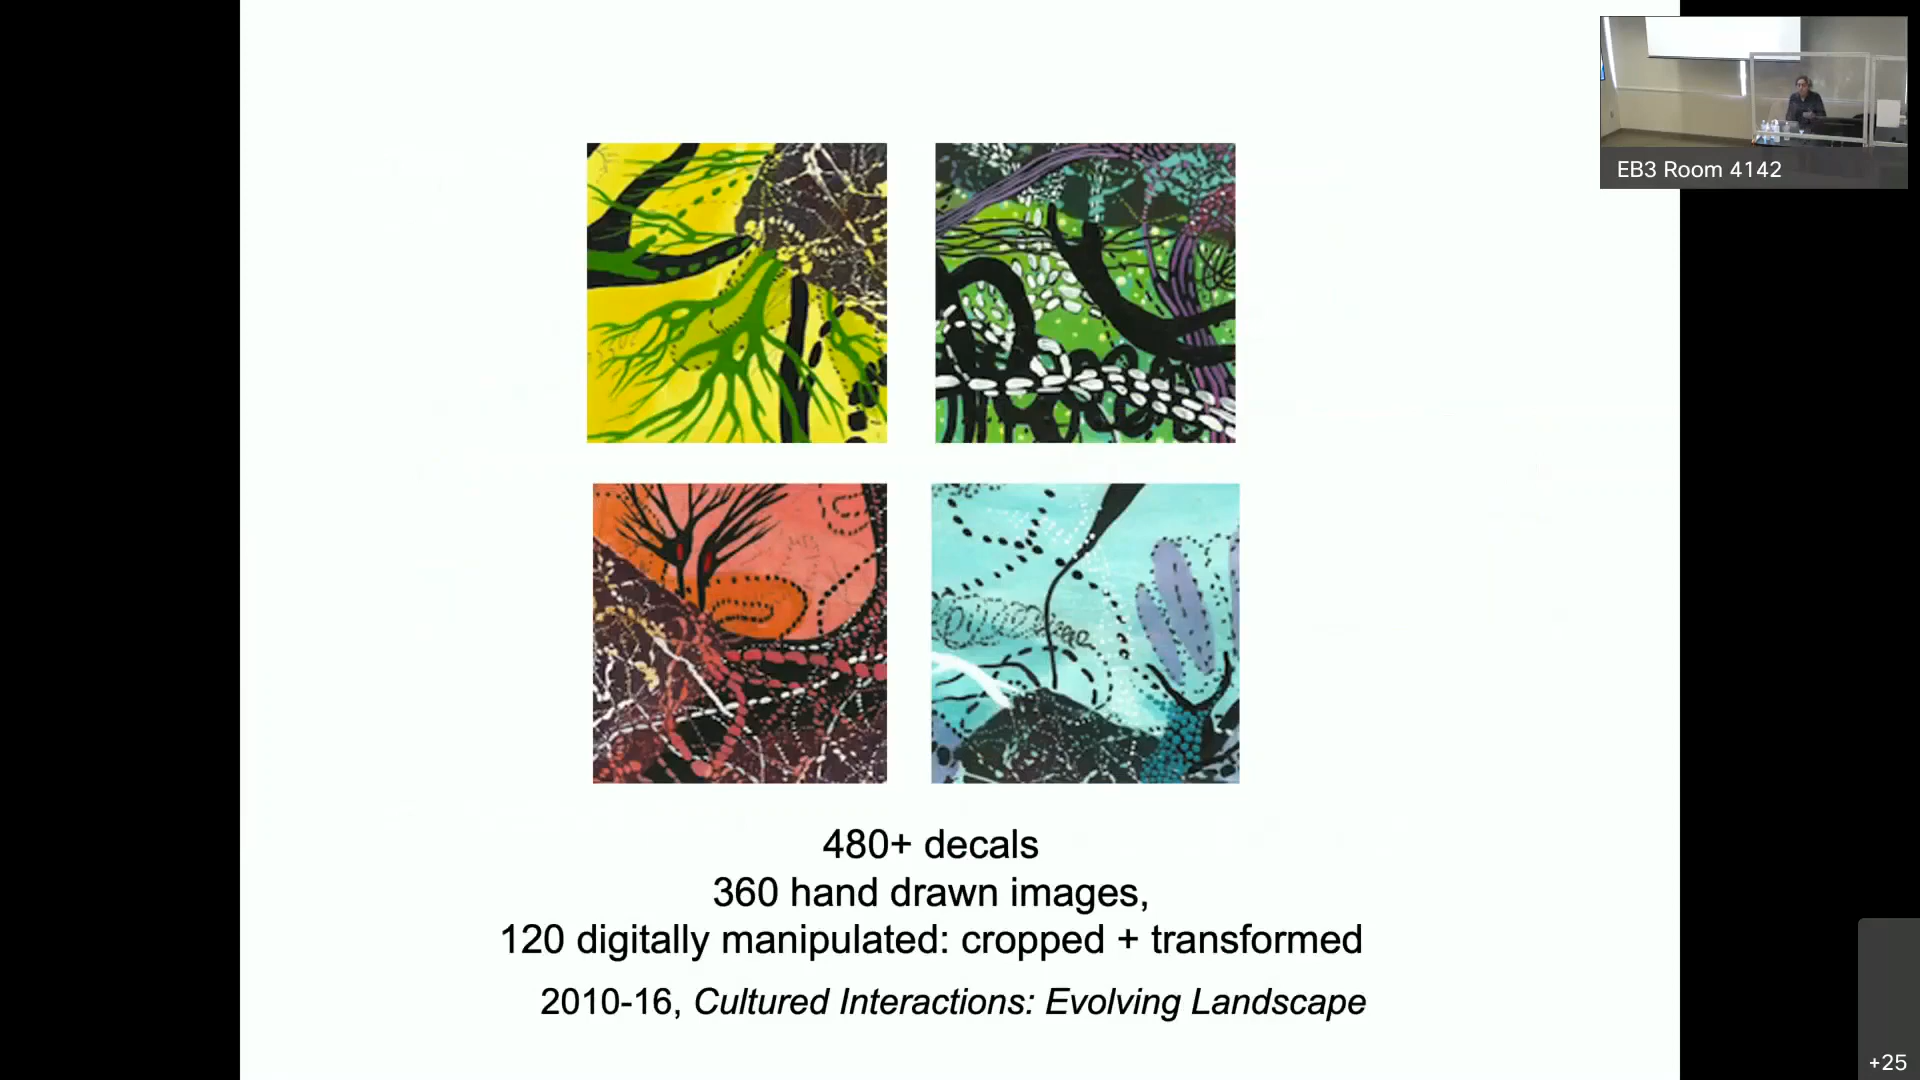 EB3 Room 4142
480+ decals
360 hand drawn images,
120 digitally manipulated: cropped + transformed
2010-16, Cultured Interactions: Evolving Landscape
+25